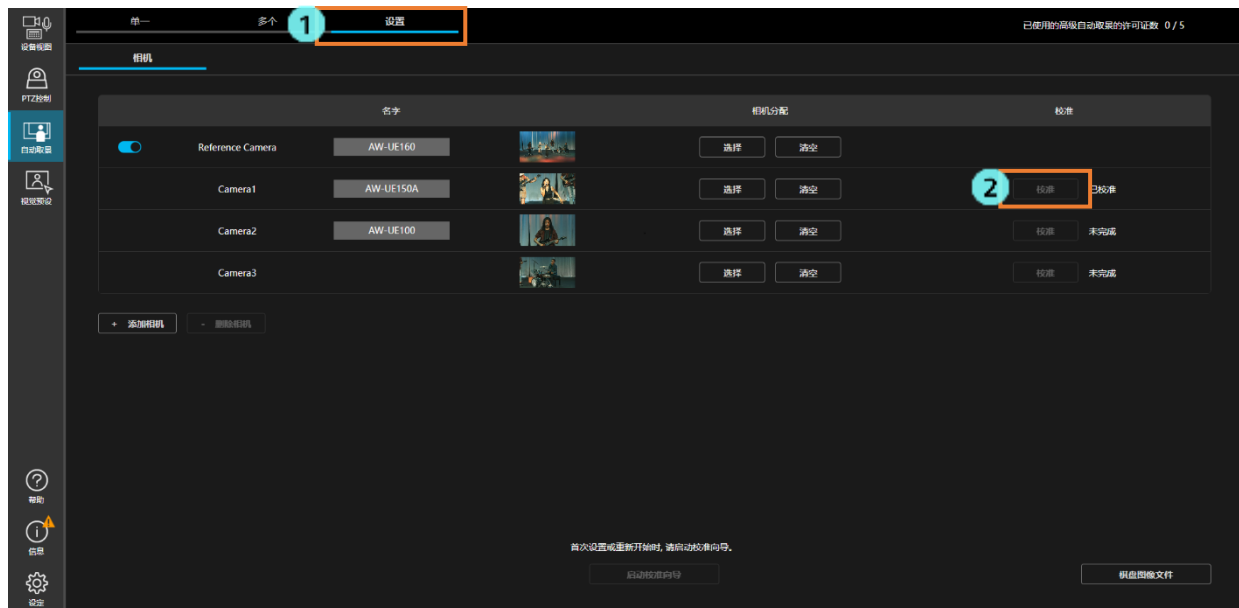 单一 多个 1 设置 已使用的高级自动取景的许可证数 0 / 5
设备视图
相机
PTZ控制
名字 相机分配 校准
自动取景
Reference Camera AW-UE160 选择 清空
Camera1 AW-UE150A 选择 清空 2 校准 已校准
视觉预设
Camera2 AW-UE100 选择 清空 校准 未完成
Camera3 选择 清空 校准 未完成
+ 添加相机 - 删除相机
帮助
信息
首次设置或重新开始时, 请启动校准向导。
启动校准向导 棋盘图像文件
设定